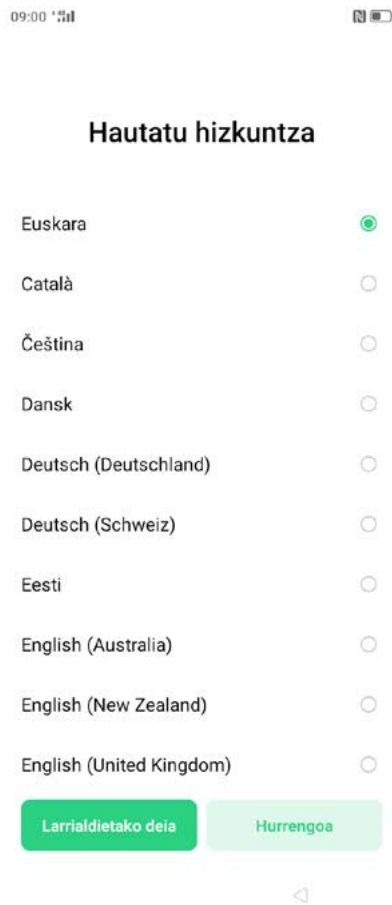 09:00
Hautatu hizkuntza
Euskara
Català
Čeština
Dansk
Deutsch (Deutschland)
Deutsch (Schweiz)
Eesti
English (Australia)
English (New Zealand)
English (United Kingdom)
Larrialdietako deia Hurrengoa